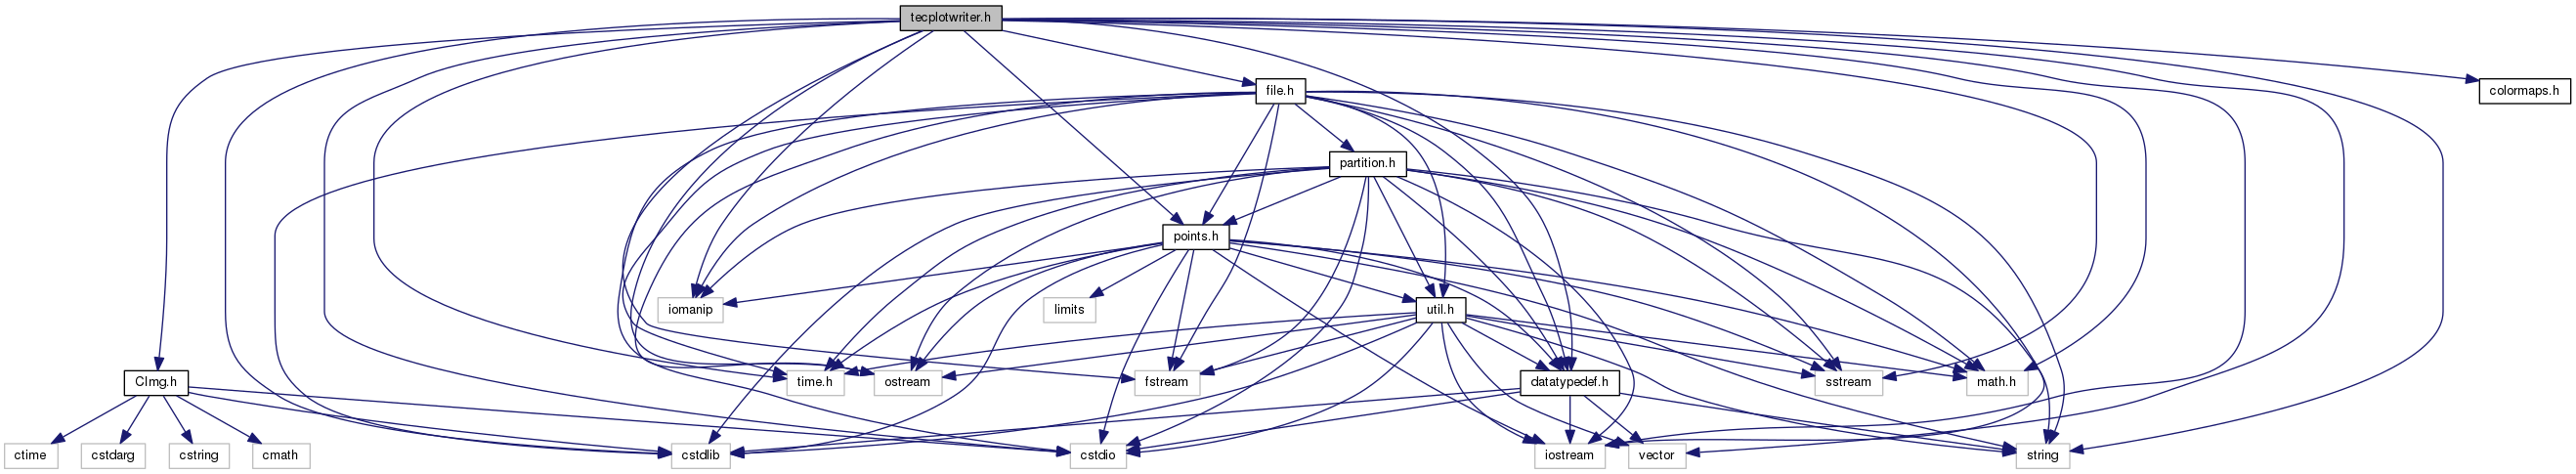 tecplotwriter.h
file.h
colormaps.h
partition.h
points.h
iomanip
limits
util.h
CImg.h
time.h
ostream
fstream
datatypedef.h
sstream
math.h
ctime
cstdarg
cstring
cmath
cstdlib
cstdio
iostream
vector
string